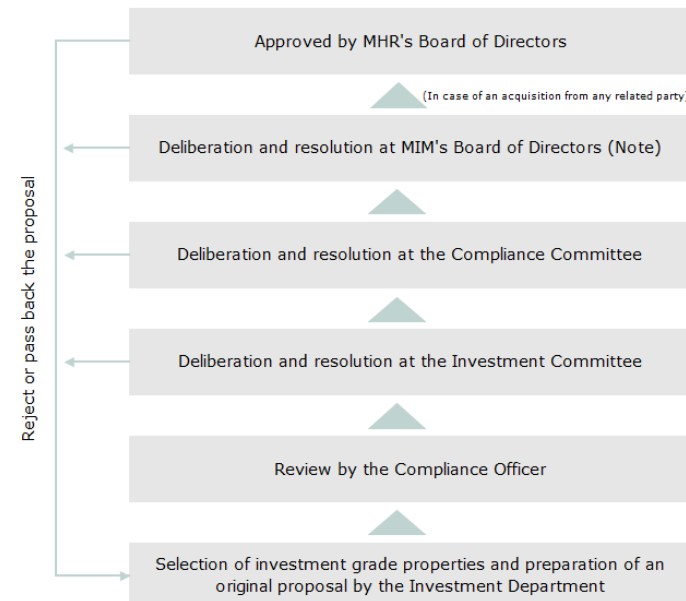 Approved by MHR's Board of Directors
(In case of an acquisition from any related party)
Deliberation and resolution at MIM's Board of Directors (Note)
Reject or pass back the proposal
Deliberation and resolution at the Compliance Committee
Deliberation and resolution at the Investment Committee
Review by the Compliance Officer
Selection of investment grade properties and preparation of an
original proposal by the Investment Department